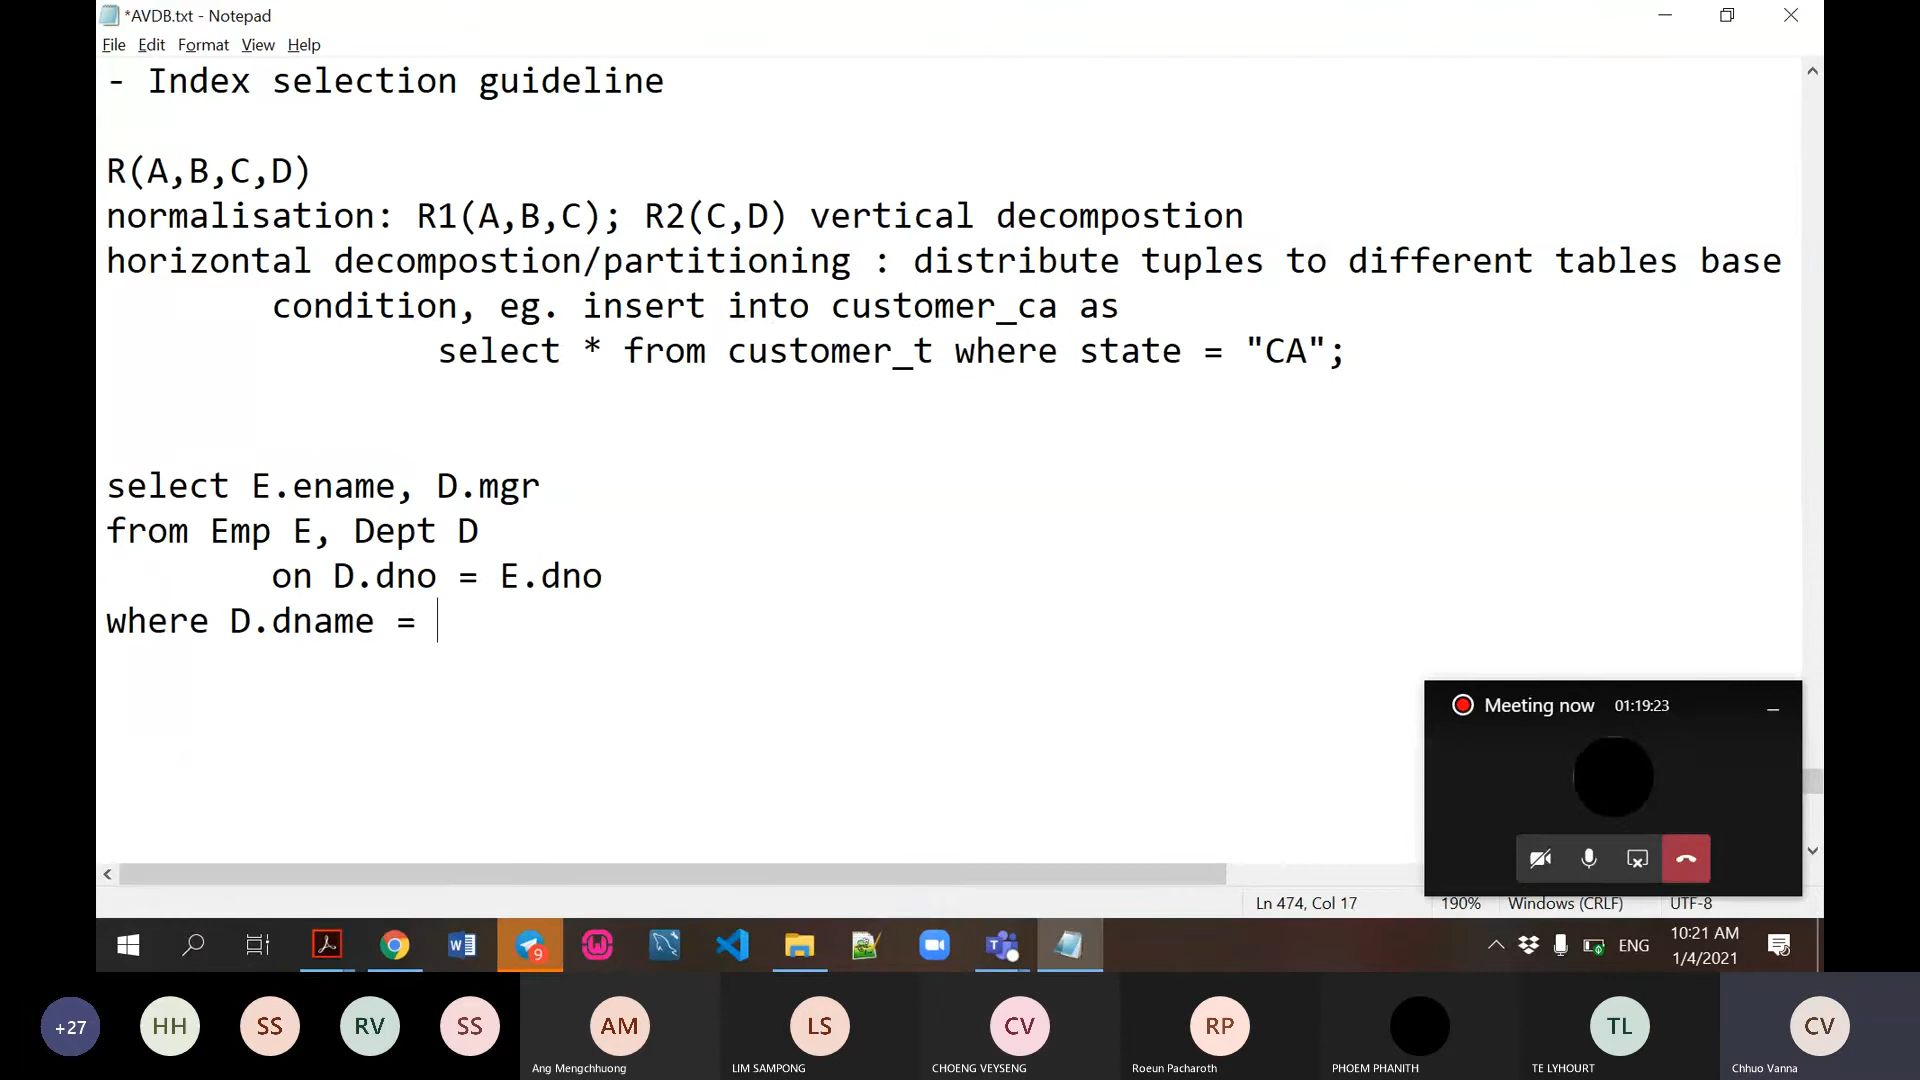 *AVDB.txt - Notepad
File Edit Format View Help
- Index selection guideline
R(A,B,C,D)
normalisation: R1(A,B,C); R2(C,D) vertical decompostion
horizontal decompostion/partitioning : distribute tuples to different tables base
condition, eg. insert into customer_ca as
select * from customer_t where state = "CA";
select E.ename, D.mgr
from Emp E, Dept D
on D.dno = E.dno
where D.dname =
Meeting now 01:19:23
Ln 474, Col 17 190% Windows (CRLF) UTF-8
9
ENG
10:21 AM
1/4/2021
+27 HH SS RV SS AM LS CV RP TL CV
Ang Mengchhuong LIM SAMPONG CHOENG VEYSENG Roeun Pacharoth PHOEM PHANITH TE LYHOURT Chhuo Vanna